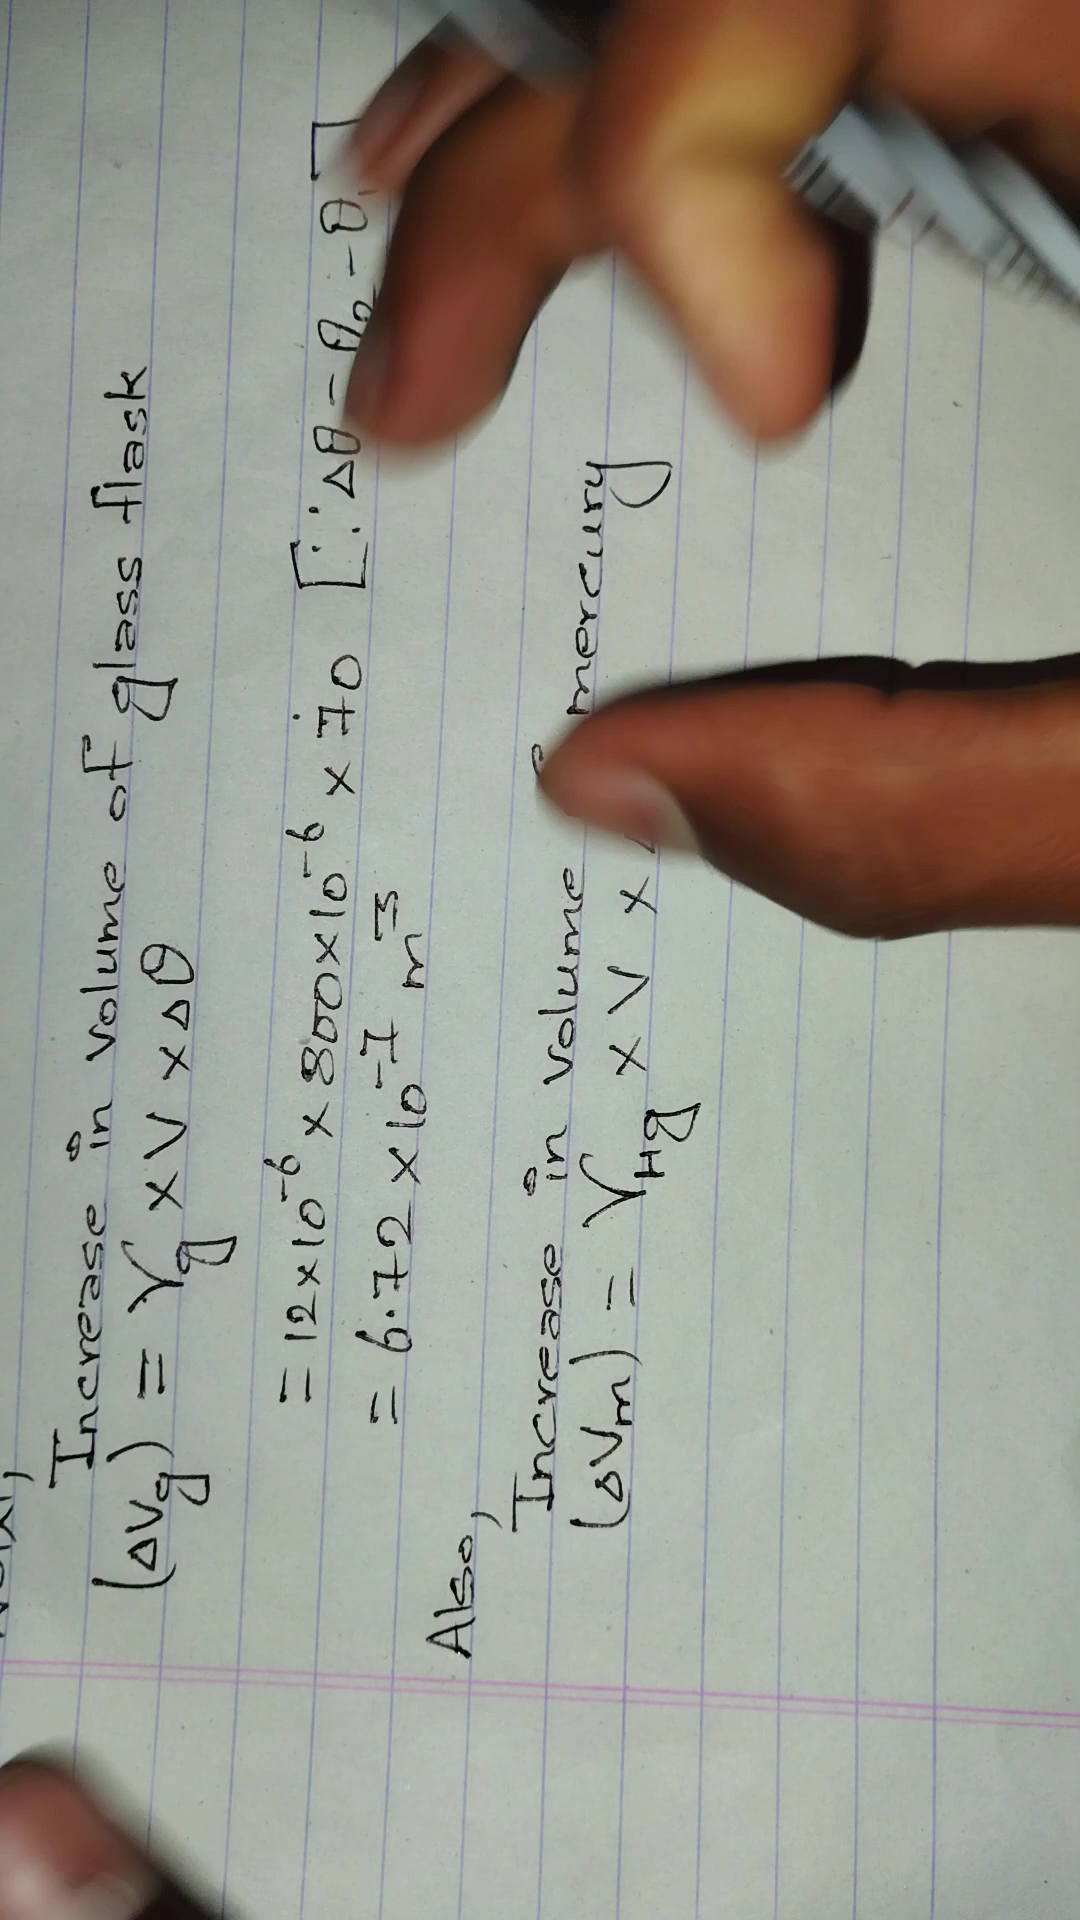 Increase in volume of glass flask
(ΔVg) = γg × V × Δθ
= 12×10⁻⁶ × 800×10⁻⁶ × 70 [∵ Δθ = θ₂ - θ₁]
= 6.72 × 10⁻⁷ m³
Also,
Increase in volume mercury
(ΔVm) = γHg × V ×